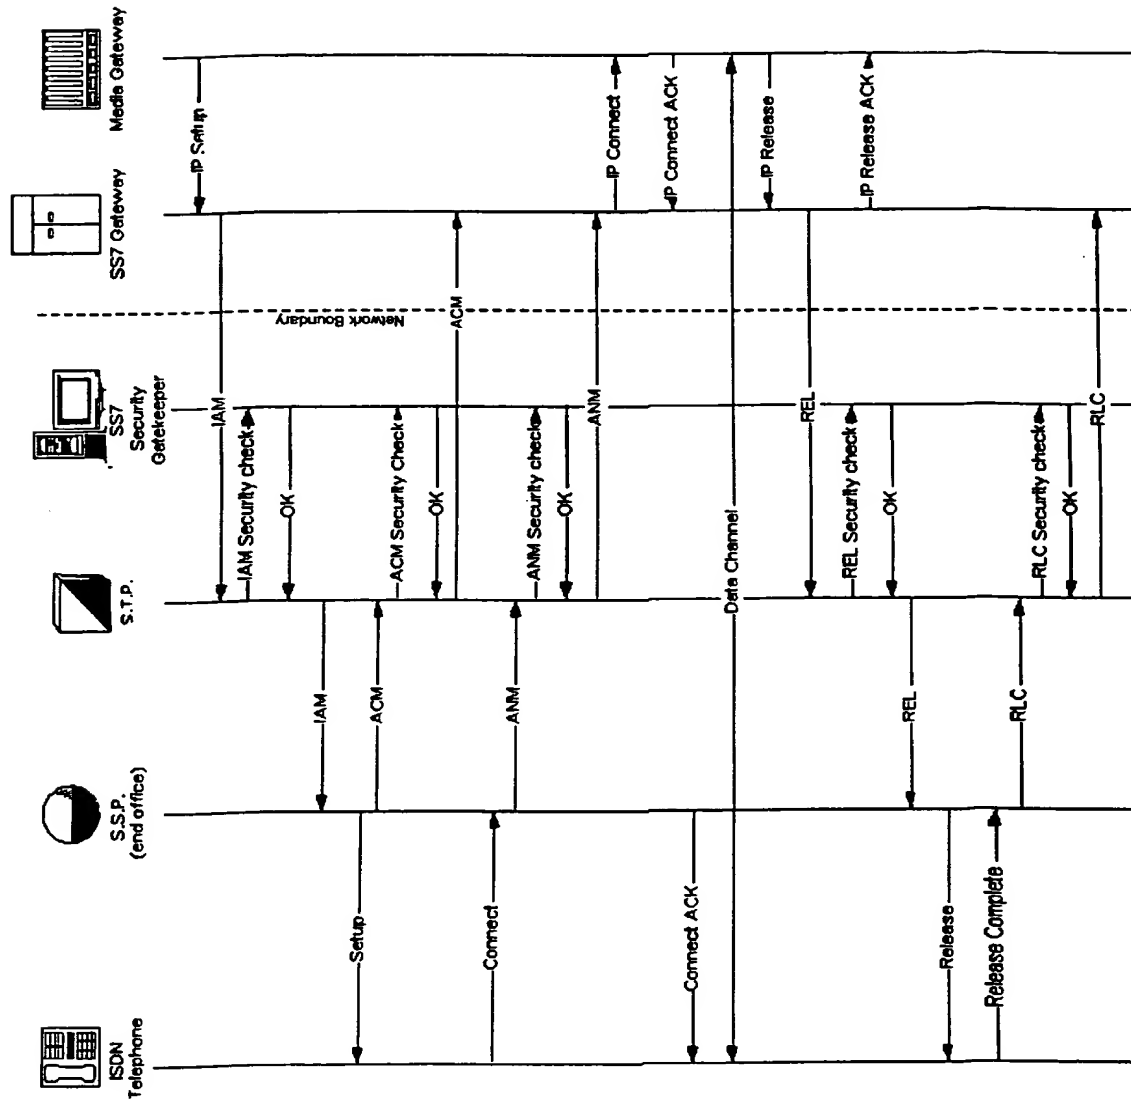 ISDN
Telephone
S.S.P.
(end office)
S.T.P.
SS7
Security
Gatekeeper
SS7 Gateway
Media Gateway
Network Boundary
IP Setup
IAM
IAM Security check
OK
IAM
Setup
ACM
ACM Security Check
OK
ACM
Connect
ANM
ANM Security check
OK
ANM
IP Connect
IP Connect ACK
Connect ACK
Data Channel
IP Release
REL
REL Security check
IP Release ACK
OK
REL
Release
Release Complete
RLC
RLC Security check
OK
RLC